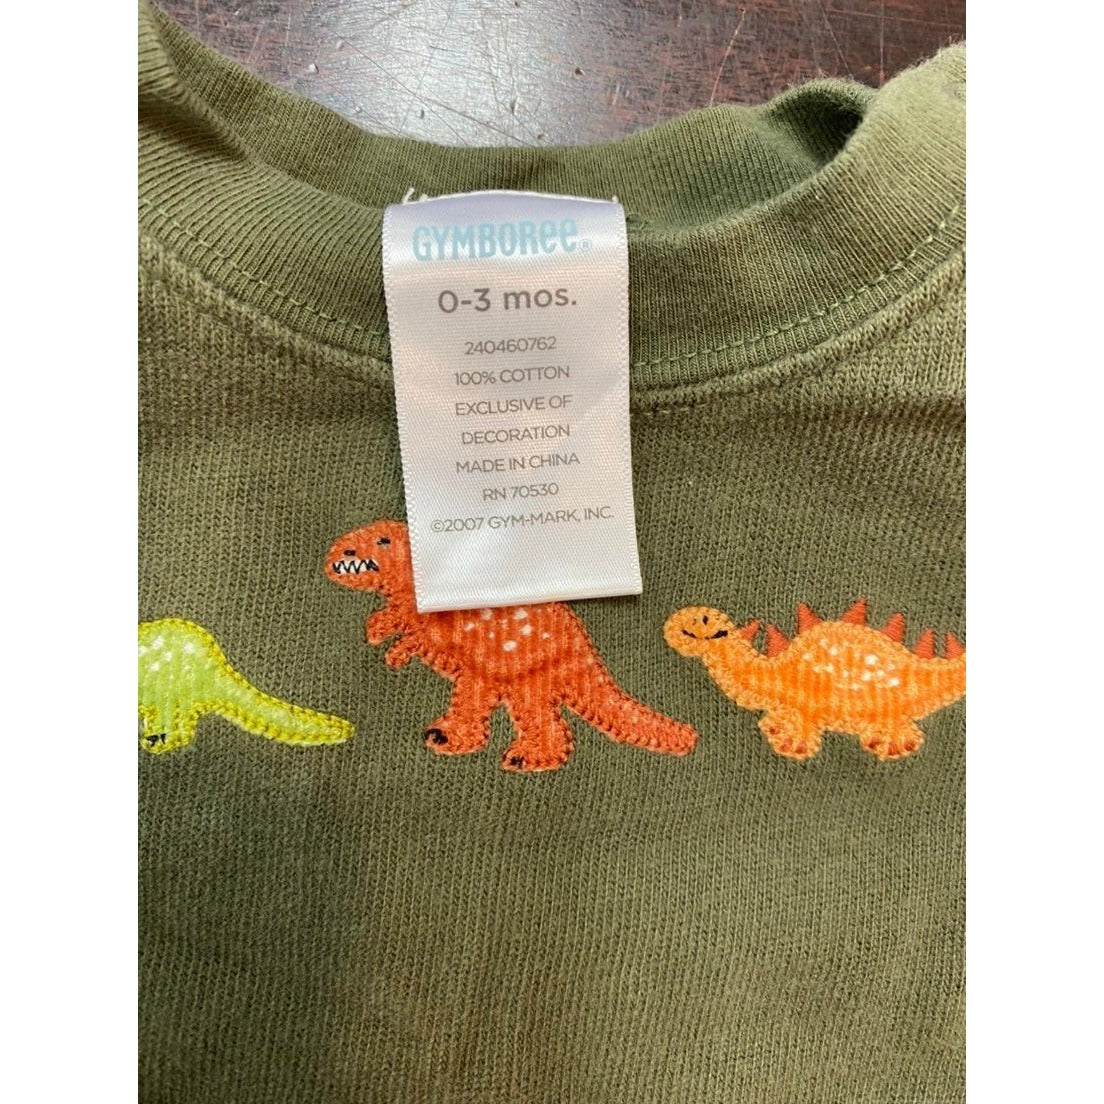 GYMBOREE®
0-3 mos.
240460762
100% COTTON
EXCLUSIVE OF
DECORATION
MADE IN CHINA
RN 70530
©2007 GYM-MARK, INC.